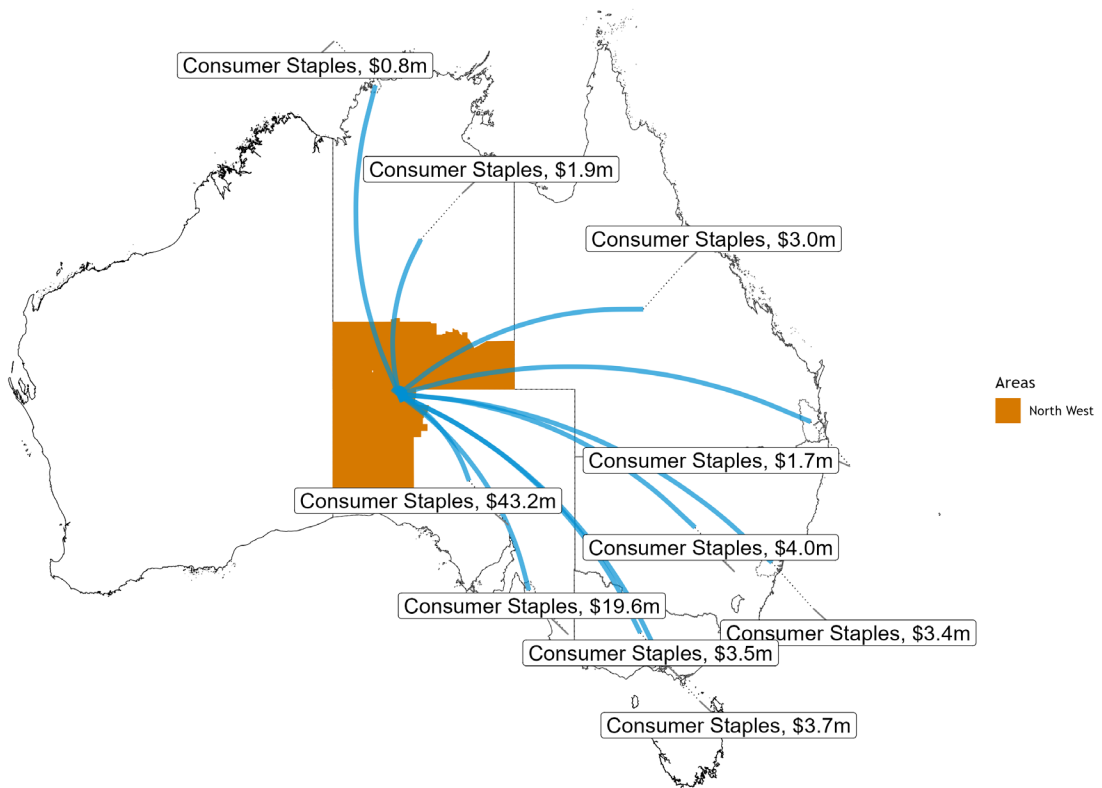 Consumer Staples, $0.8m
Consumer Staples, $1.9m
Consumer Staples, $3.0m
Areas
North West
Consumer Staples, $1.7m
Consumer Staples, $43.2m
Consumer Staples, $4.0m
Consumer Staples, $19.6m
Consumer Staples, $3.4m
Consumer Staples, $3.5m
Consumer Staples, $3.7m